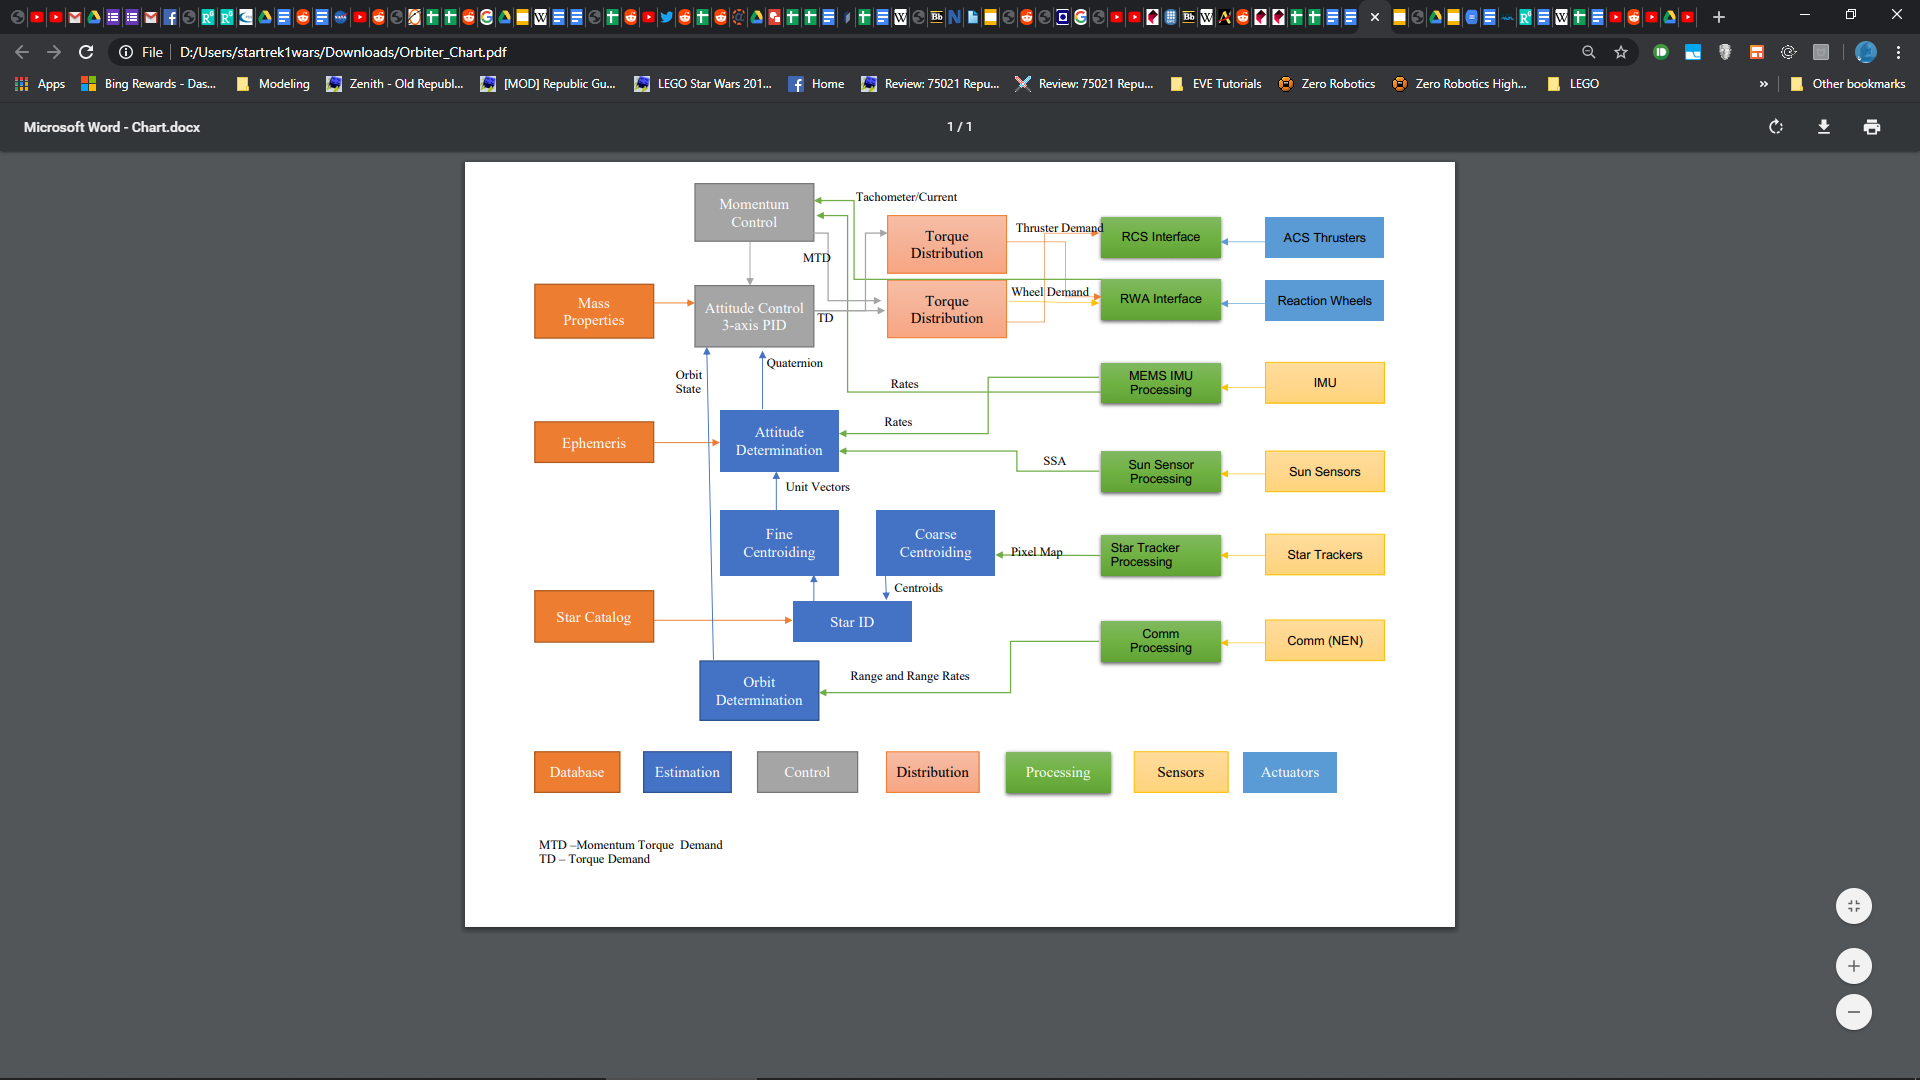 File
D:/Users/startrek1wars/Downloads/Orbiter_Chart.pdf
Apps
Bing Rewards - Das...
Modeling
Zenith - Old Republ...
[MOD] Republic Gu...
LEGO Star Wars 201...
Home
Review: 75021 Repu...
Review: 75021 Repu...
EVE Tutorials
Zero Robotics
Zero Robotics High...
LEGO
»
Other bookmarks
Microsoft Word - Chart.docx
1 / 1
Momentum
Control
Tachometer/Current
Torque
Distribution
Thruster Demand
RCS Interface
ACS Thrusters
MTD
Mass
Properties
Attitude Control
3-axis PID
TD
Torque
Distribution
Wheel Demand
RWA Interface
Reaction Wheels
Quaternion
Orbit
State
Rates
MEMS IMU
Processing
IMU
Ephemeris
Attitude
Determination
Rates
SSA
Sun Sensor
Processing
Sun Sensors
Unit Vectors
Fine
Centroiding
Coarse
Centroiding
Pixel Map
Star Tracker
Processing
Star Trackers
Centroids
Star Catalog
Star ID
Comm
Processing
Comm (NEN)
Orbit
Determination
Range and Range Rates
Database
Estimation
Control
Distribution
Processing
Sensors
Actuators
MTD –Momentum Torque  Demand
TD – Torque Demand